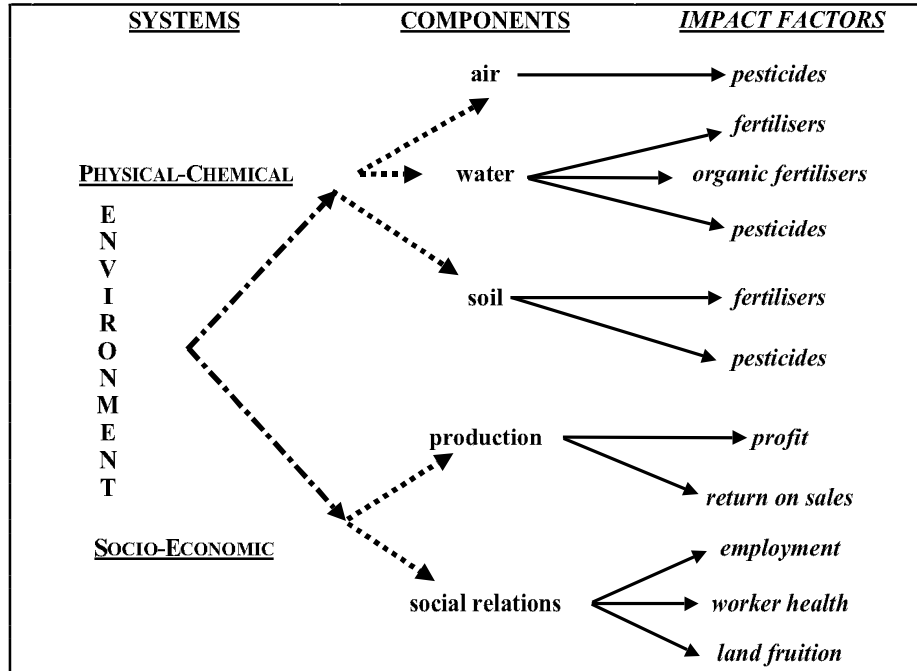 SYSTEMS COMPONENTS IMPACT FACTORS
air pesticides
fertilisers
PHYSICAL-CHEMICAL water organic fertilisers
pesticides
soil fertilisers
pesticides
ENVIRONMENT
production profit
return on sales
SOCIO-ECONOMIC employment
social relations worker health
land fruition